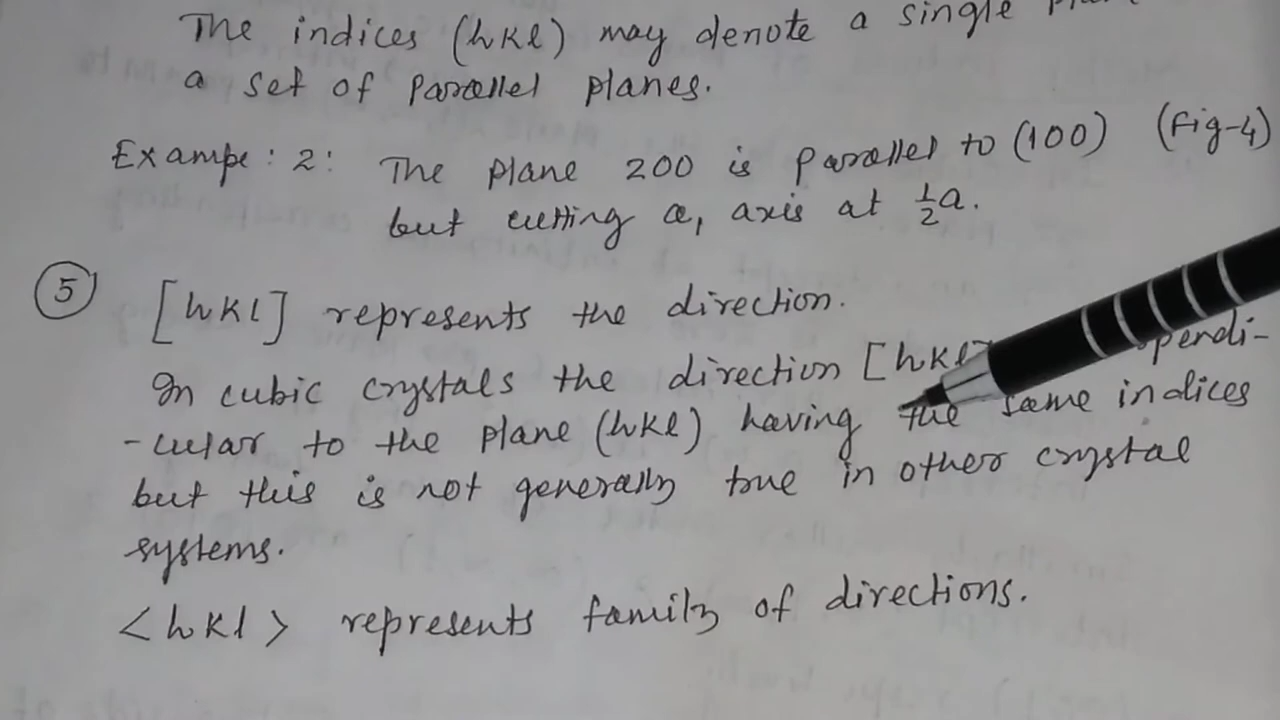 The indices (hkl) may denote a single
a set of parallel planes.
Exampe: 2: The plane 200 is parallel to (100) (Fig-4)
but cutting a, axis at 1/2 a.
5 [hkl] represents the direction.
In cubic crystals the direction [hkl] pendi-
-cular to the plane (hkl) having the same indices
but this is not generally true in other crystal
systems.
<hkl> represents family of directions.